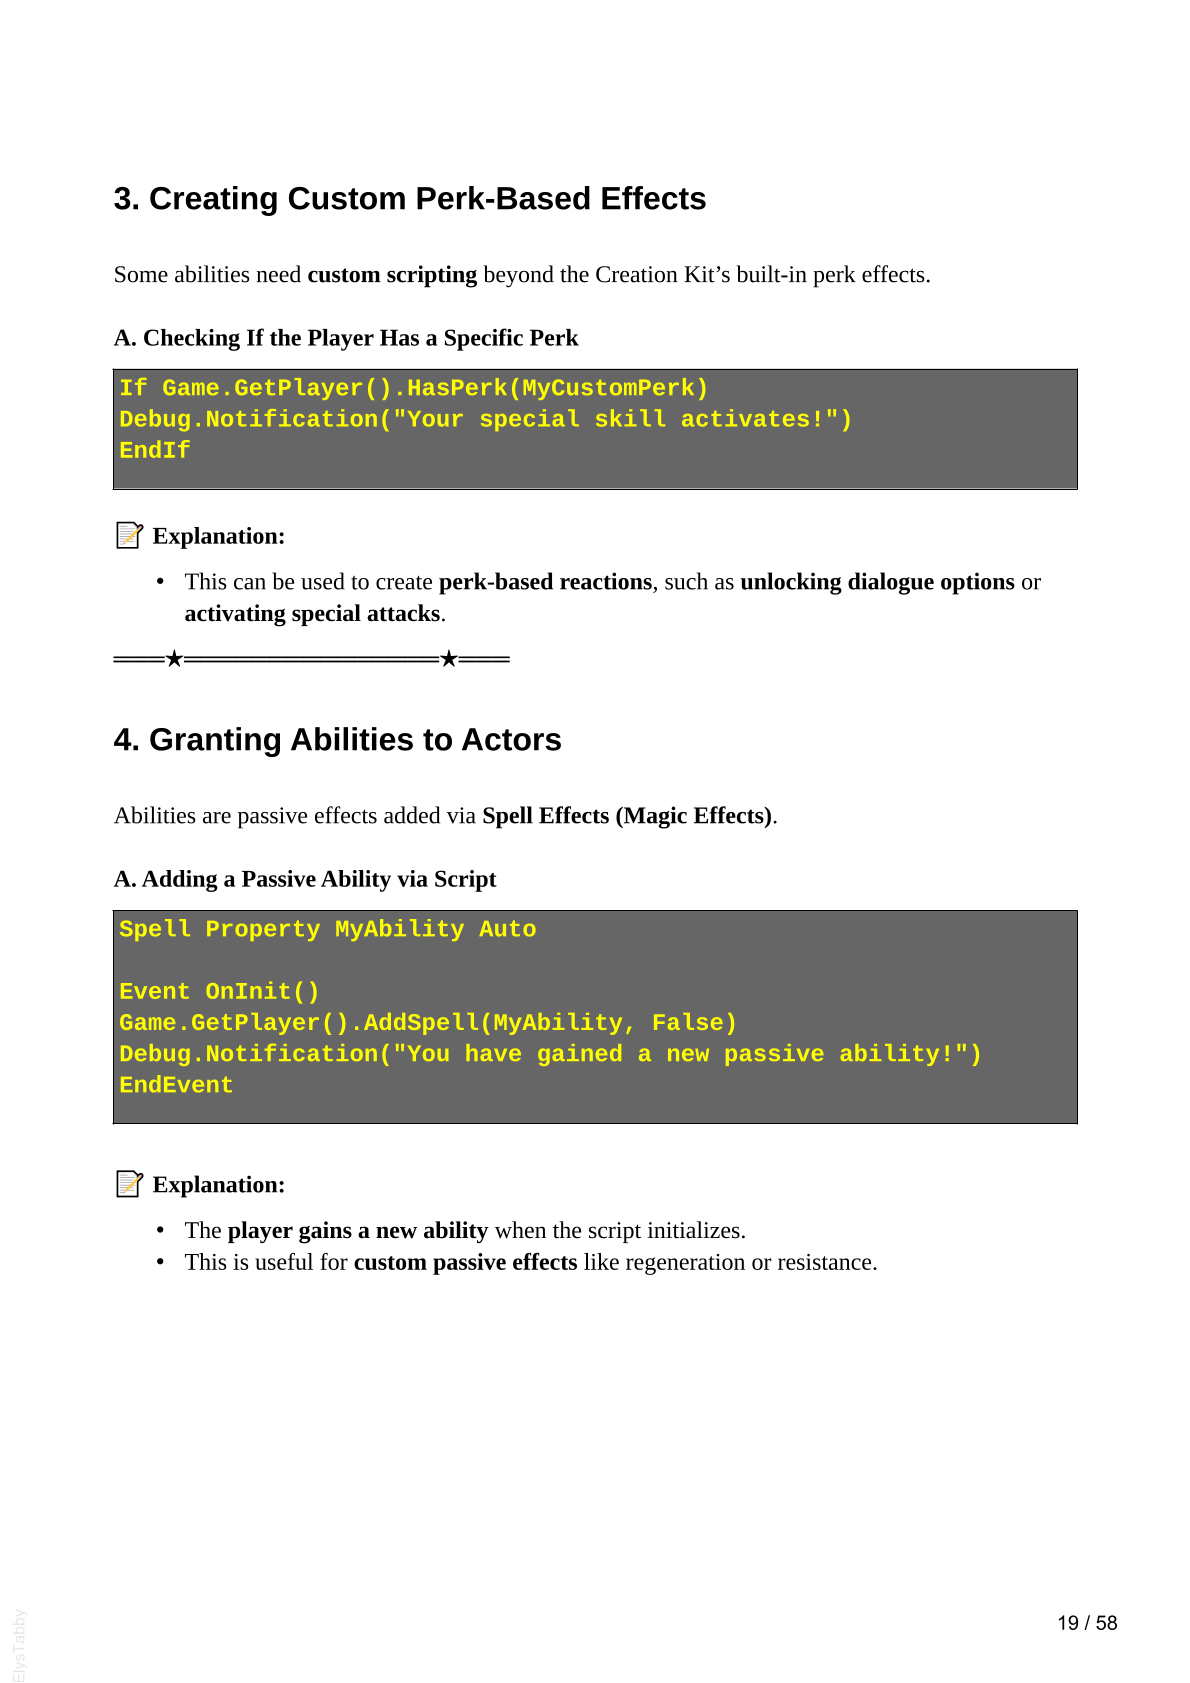 3. Creating Custom Perk-Based Effects
Some abilities need custom scripting beyond the Creation Kit’s built-in perk effects.
A. Checking If the Player Has a Specific Perk
If Game.GetPlayer().HasPerk(MyCustomPerk)
Debug.Notification("Your special skill activates!")
EndIf
📝 Explanation:
• This can be used to create perk-based reactions, such as unlocking dialogue options or
activating special attacks.
═══★═══════════════★═══
4. Granting Abilities to Actors
Abilities are passive effects added via Spell Effects (Magic Effects).
A. Adding a Passive Ability via Script
Spell Property MyAbility Auto
Event OnInit()
Game.GetPlayer().AddSpell(MyAbility, False)
Debug.Notification("You have gained a new passive ability!")
EndEvent
📝 Explanation:
• The player gains a new ability when the script initializes.
• This is useful for custom passive effects like regeneration or resistance.
19 / 58
ElysTabby